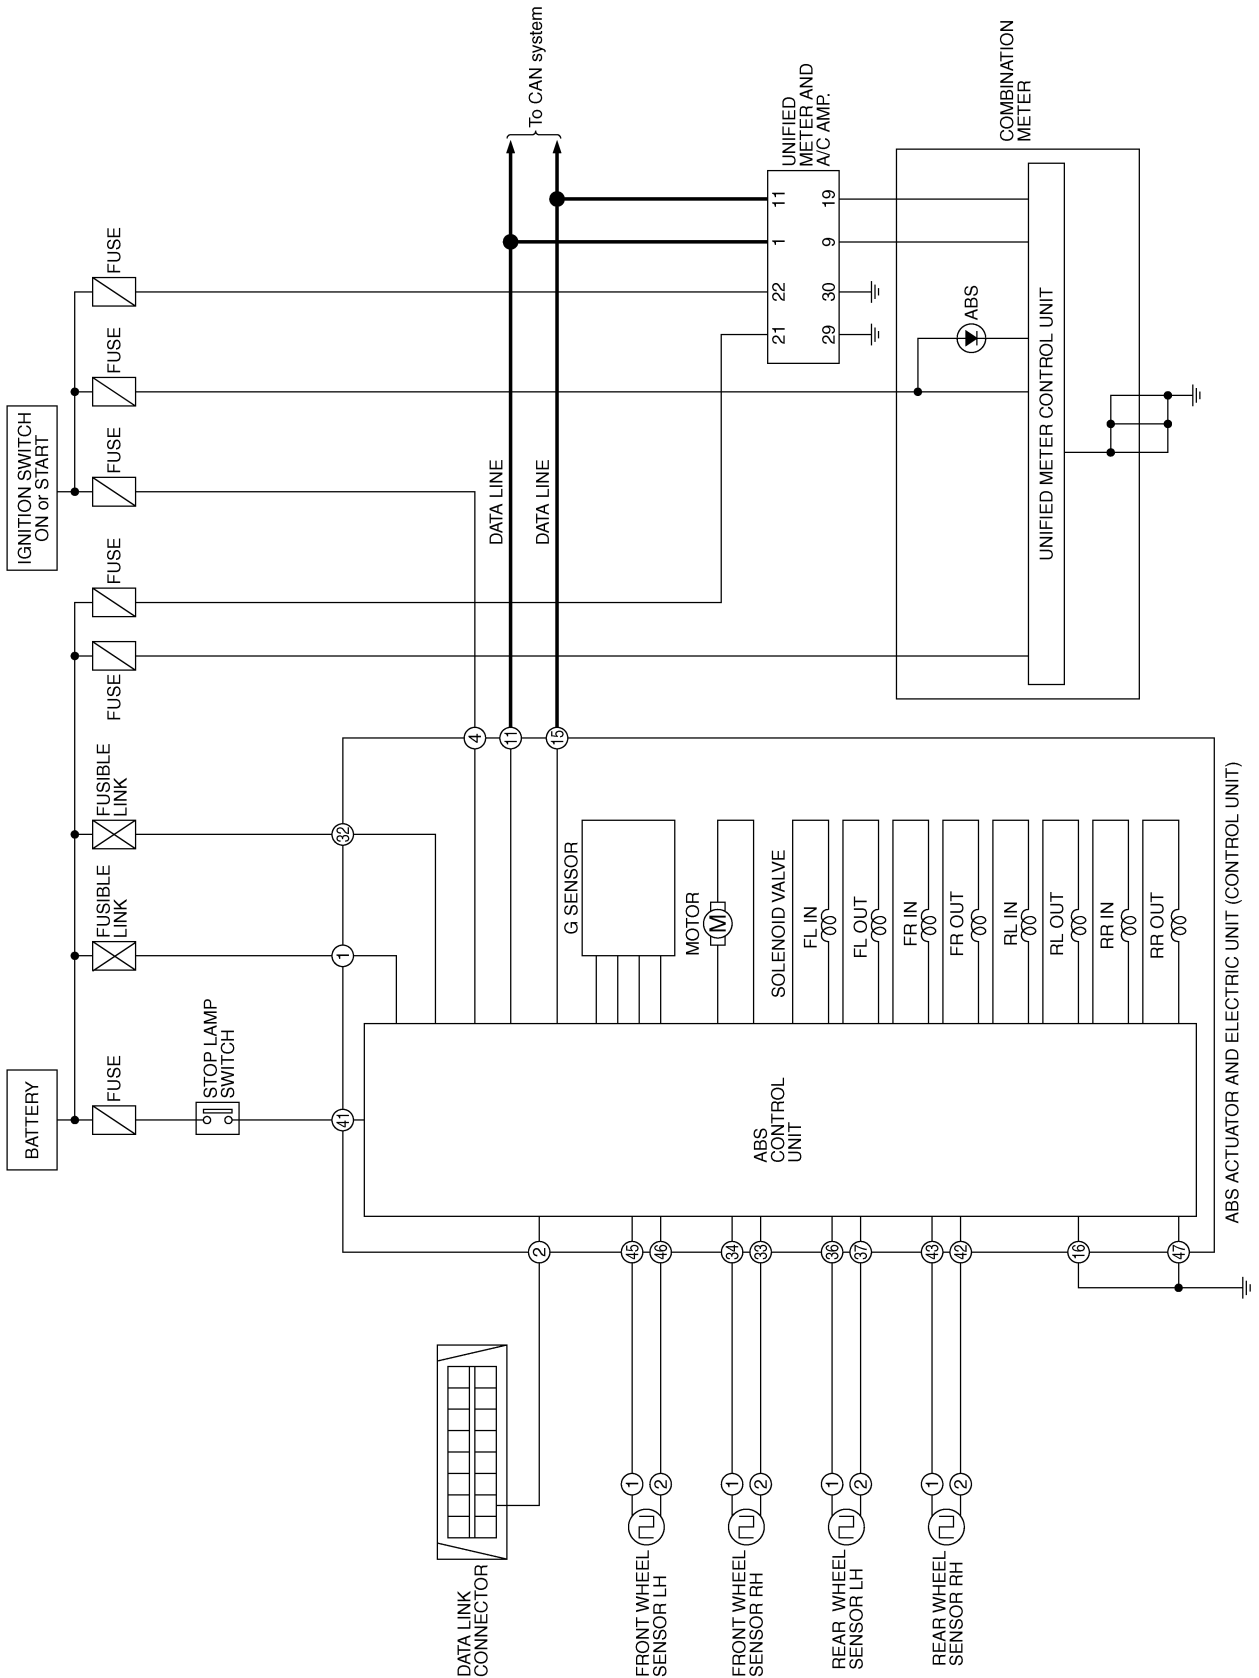 BATTERY
IGNITION SWITCH
ON or START
FUSE
FUSIBLE
LINK
FUSIBLE
LINK
FUSE
FUSE
FUSE
FUSE
FUSE
STOP LAMP
SWITCH
41
1
32
4
11
15
DATA LINE
DATA LINE
To CAN system
21
22
1
11
29
30
9
19
UNIFIED
METER AND
A/C AMP.
COMBINATION
METER
ABS
UNIFIED METER CONTROL UNIT
G SENSOR
MOTOR
M
SOLENOID VALVE
FL IN
FL OUT
FR IN
FR OUT
RL IN
RL OUT
RR IN
RR OUT
ABS
CONTROL
UNIT
ABS ACTUATOR AND ELECTRIC UNIT (CONTROL UNIT)
2
45
46
34
33
36
37
43
42
16
47
1
2
1
2
1
2
1
2
DATA LINK
CONNECTOR
FRONT WHEEL
SENSOR LH
FRONT WHEEL
SENSOR RH
REAR WHEEL
SENSOR LH
REAR WHEEL
SENSOR RH